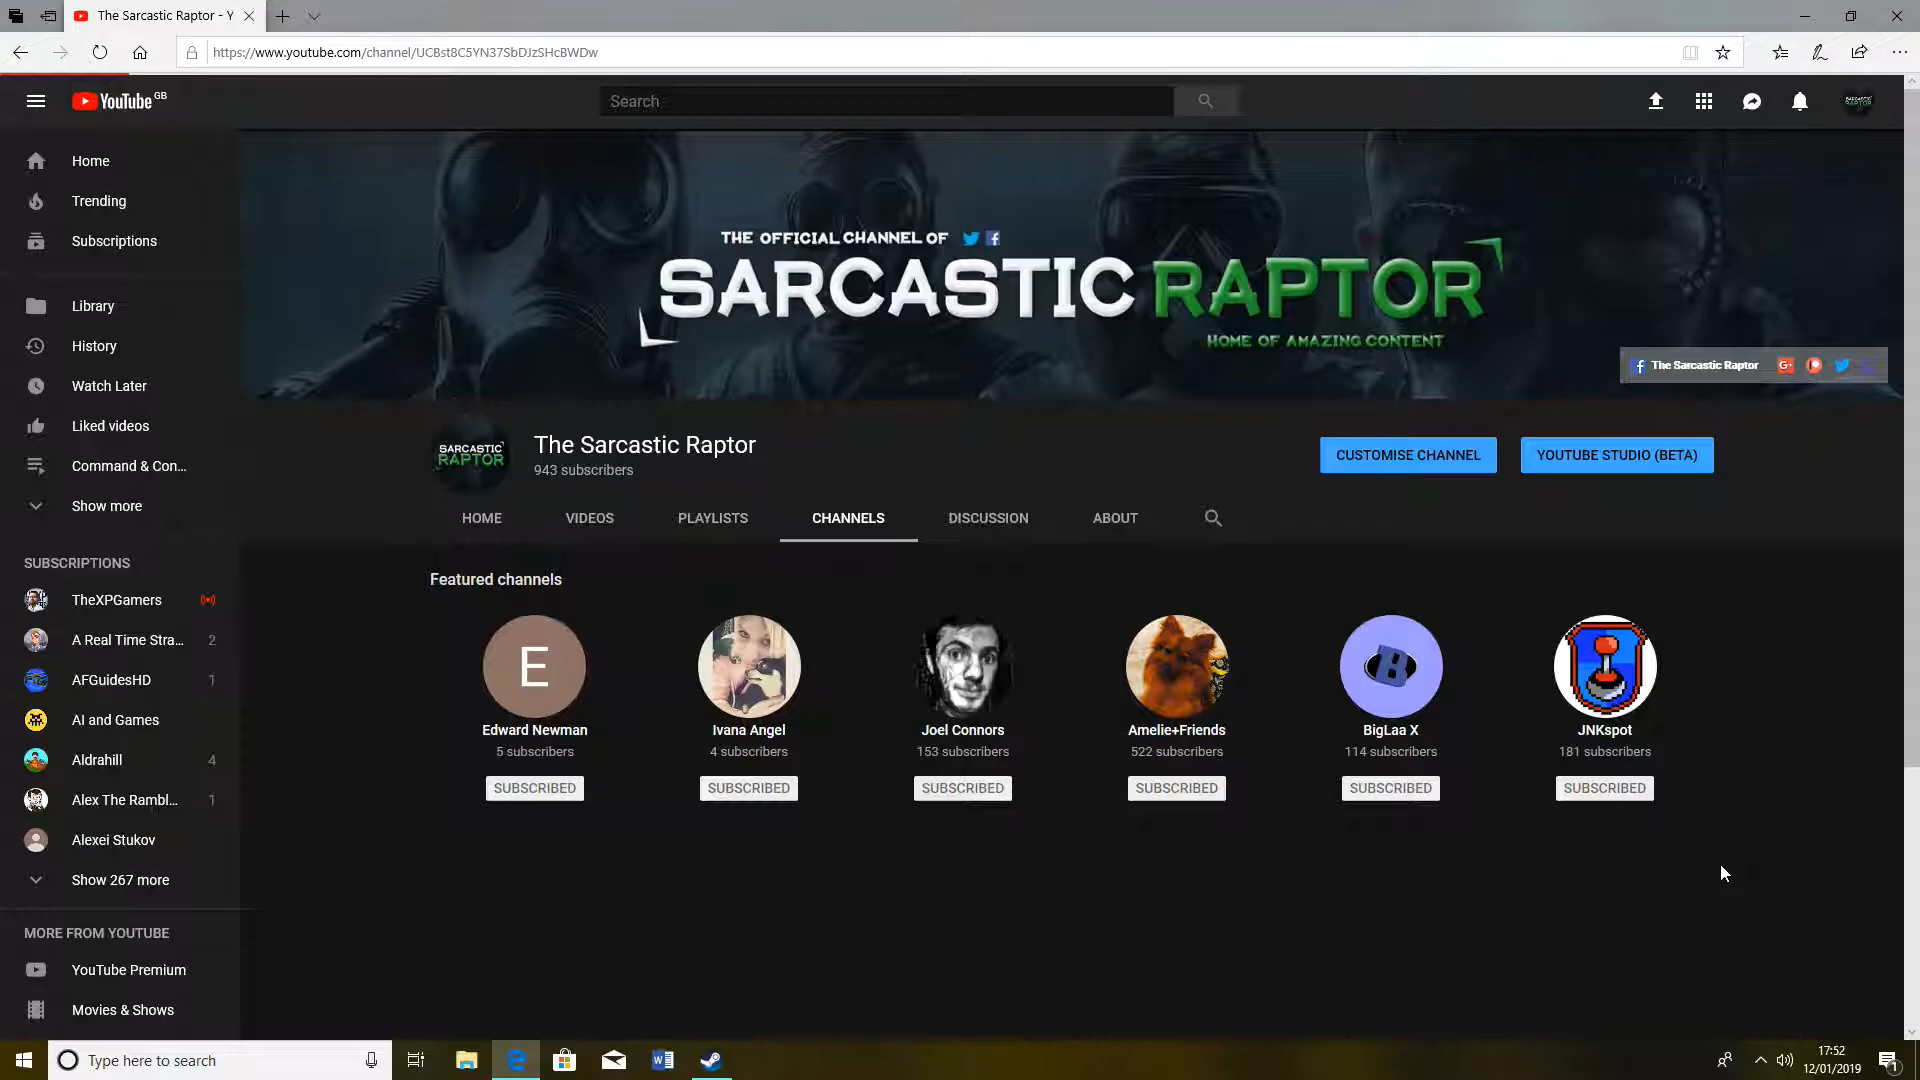 The Sarcastic Raptor - Y
https://www.youtube.com/channel/UCBst8C5YN37SbDJzSHcBWDw
YouTube GB
Search
SARCASTIC
RAPTOR
Home
Trending
Subscriptions
Library
History
Watch Later
Liked videos
Command & Con...
Show more
SUBSCRIPTIONS
TheXPGamers
A Real Time Stra... 2
AFGuidesHD 1
AI and Games
Aldrahill 4
Alex The Rambl... 1
Alexei Stukov
Show 267 more
MORE FROM YOUTUBE
YouTube Premium
Movies & Shows
THE OFFICIAL CHANNEL OF
SARCASTIC RAPTOR
HOME OF AMAZING CONTENT
The Sarcastic Raptor G+
SARCASTIC
RAPTOR
The Sarcastic Raptor
943 subscribers
CUSTOMISE CHANNEL
YOUTUBE STUDIO (BETA)
HOME VIDEOS PLAYLISTS CHANNELS DISCUSSION ABOUT
Featured channels
E
B
Edward Newman Ivana Angel Joel Connors Amelie+Friends BigLaa X JNKspot
5 subscribers 4 subscribers 153 subscribers 522 subscribers 114 subscribers 181 subscribers
SUBSCRIBED SUBSCRIBED SUBSCRIBED SUBSCRIBED SUBSCRIBED SUBSCRIBED
Type here to search
17:52
12/01/2019
1